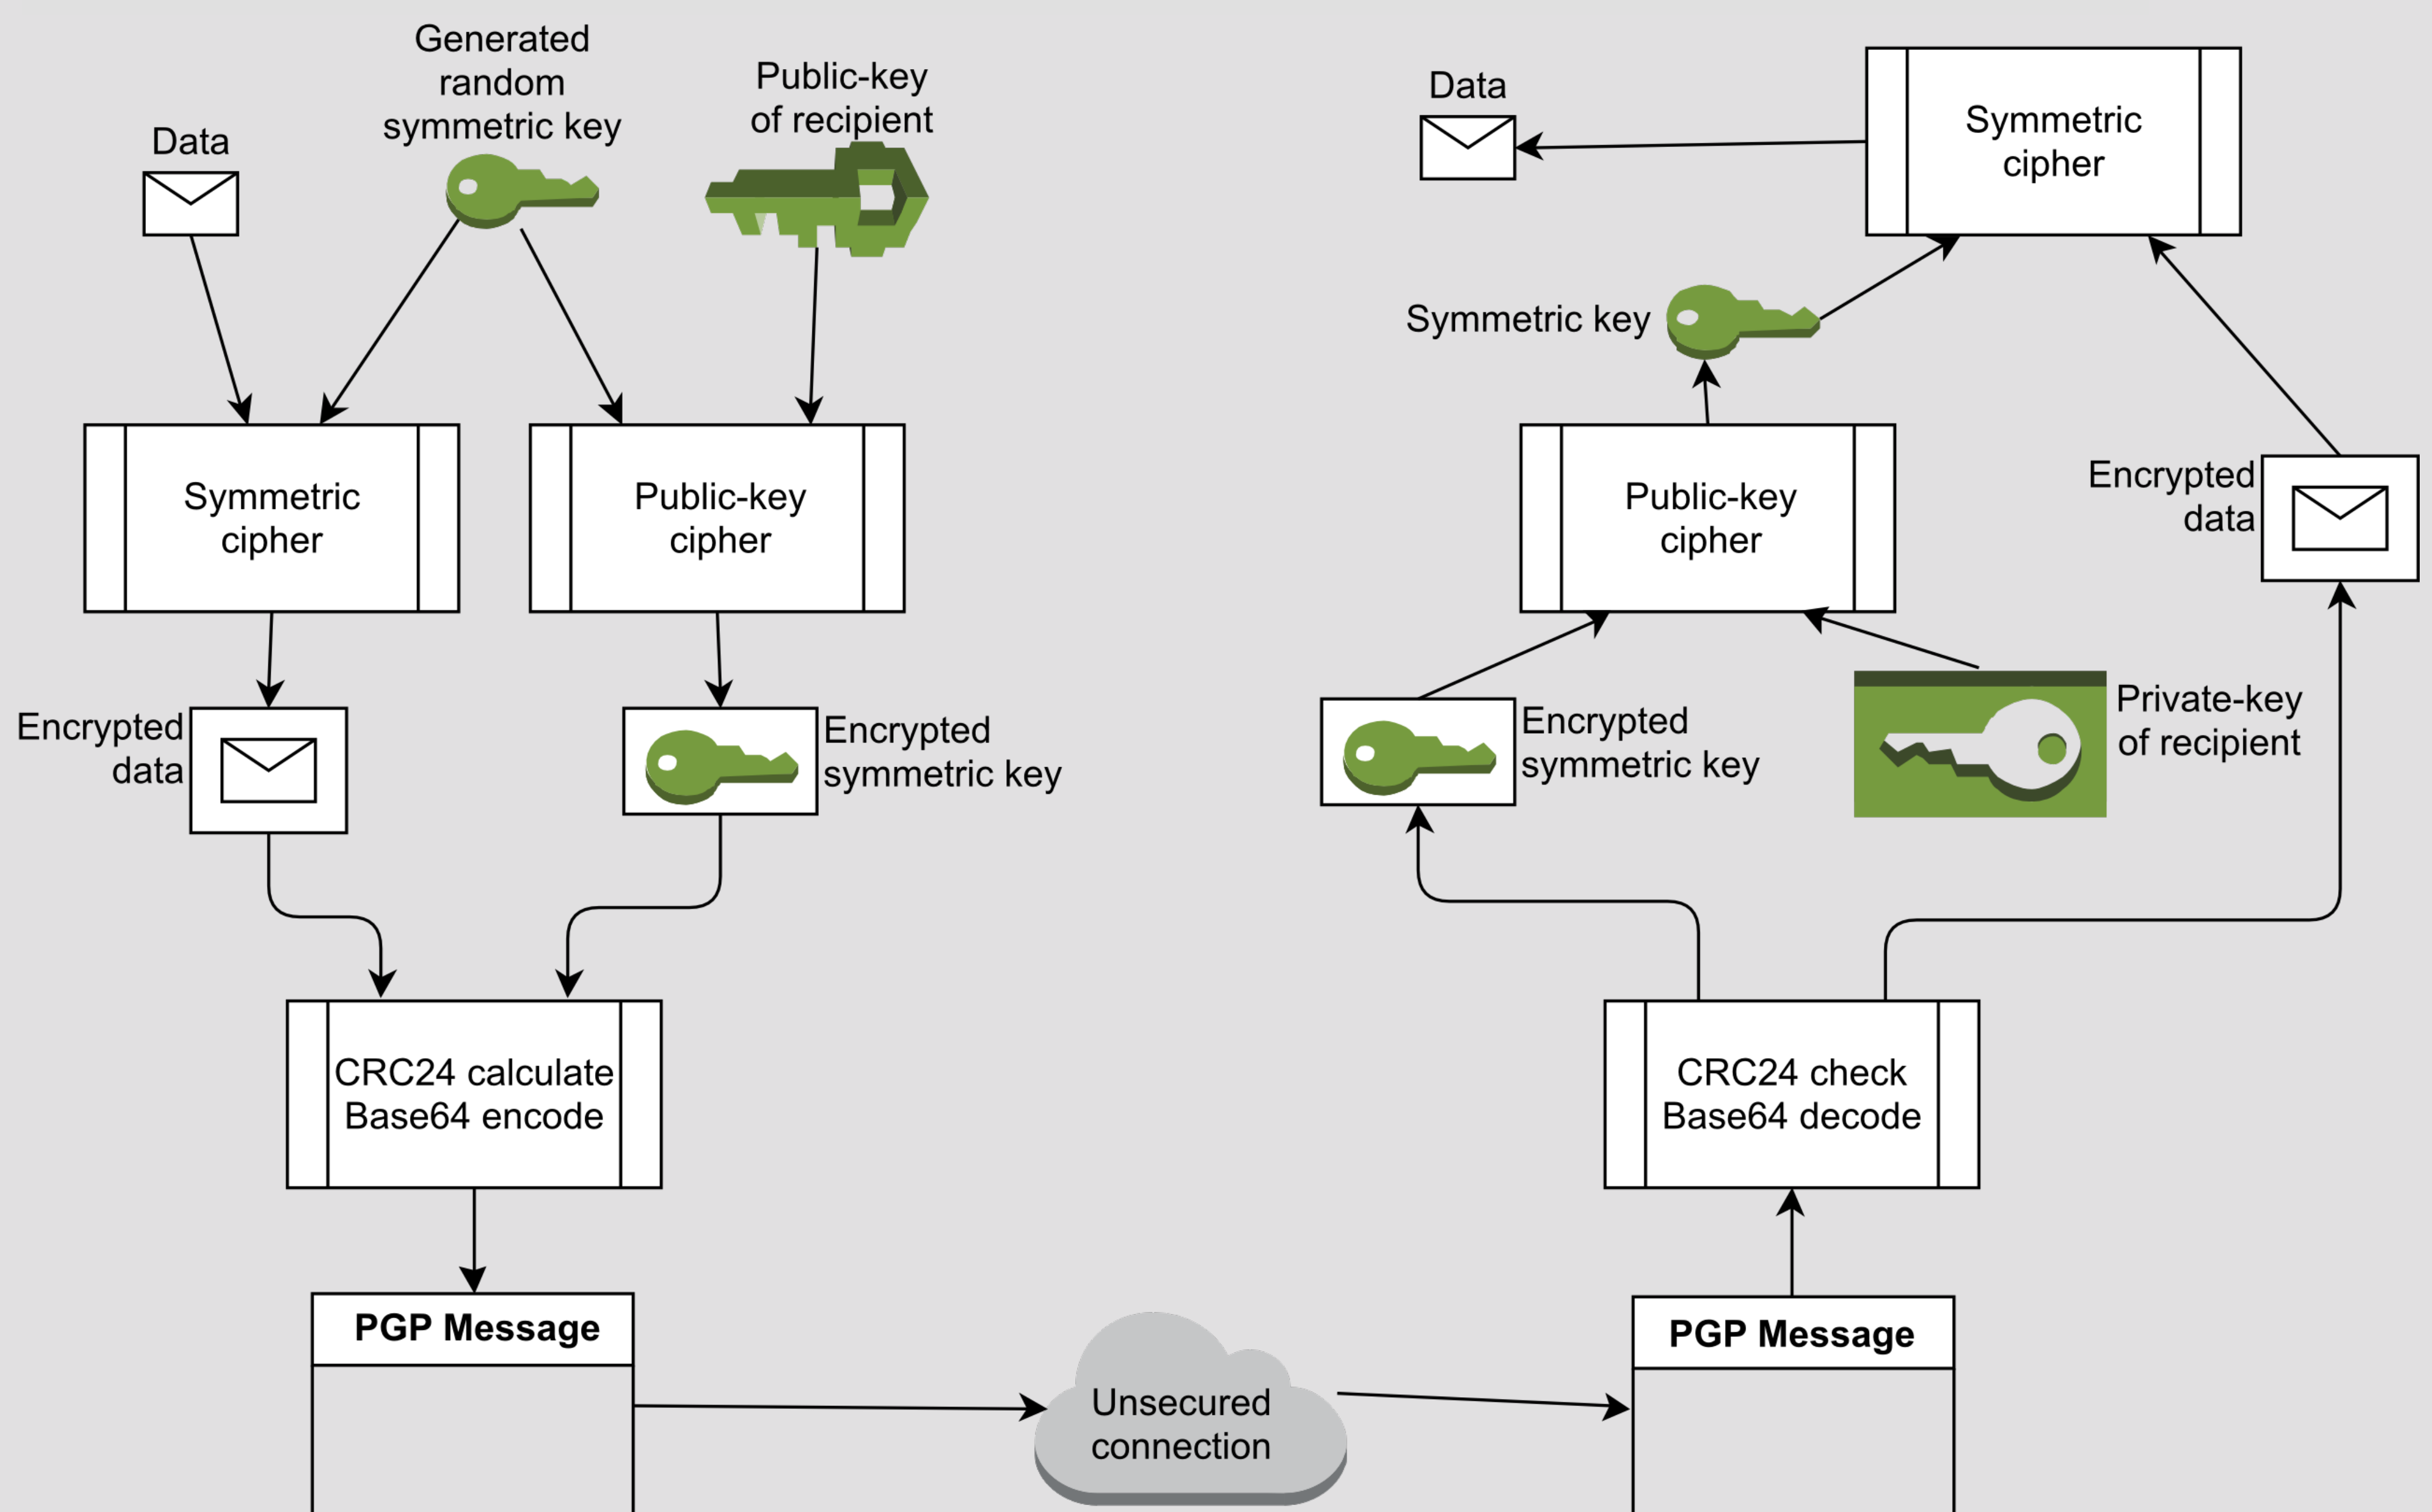 Generated
random
symmetric key
Public-key
of recipient
Data
Symmetric
cipher
Public-key
cipher
Encrypted
data
Encrypted
symmetric key
CRC24 calculate
Base64 encode
PGP Message
Unsecured
connection
Data
Symmetric
cipher
Symmetric key
Public-key
cipher
Encrypted
data
Encrypted
symmetric key
Private-key
of recipient
CRC24 check
Base64 decode
PGP Message